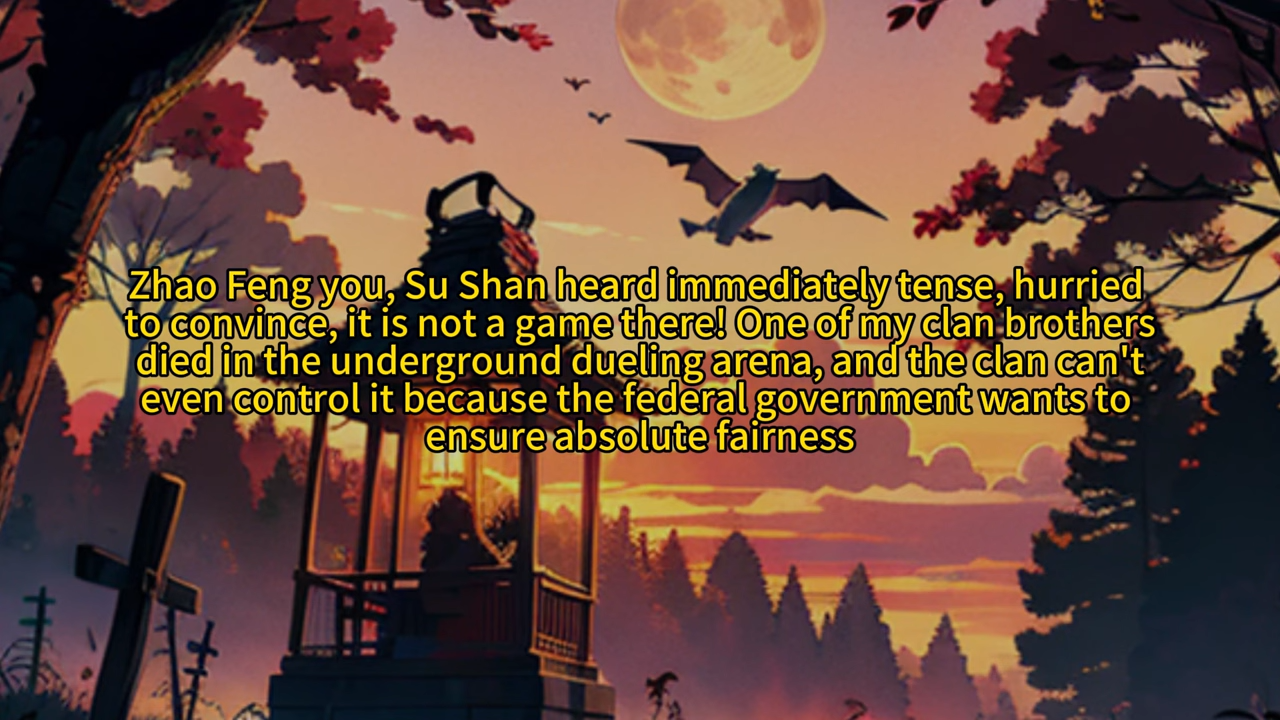 Zhao Feng you, Su Shan heard immediately tense, hurried
to convince, it is not a game there! One of my clan brothers
died in the underground dueling arena, and the clan can't
even control it because the federal government wants to
ensure absolute fairness